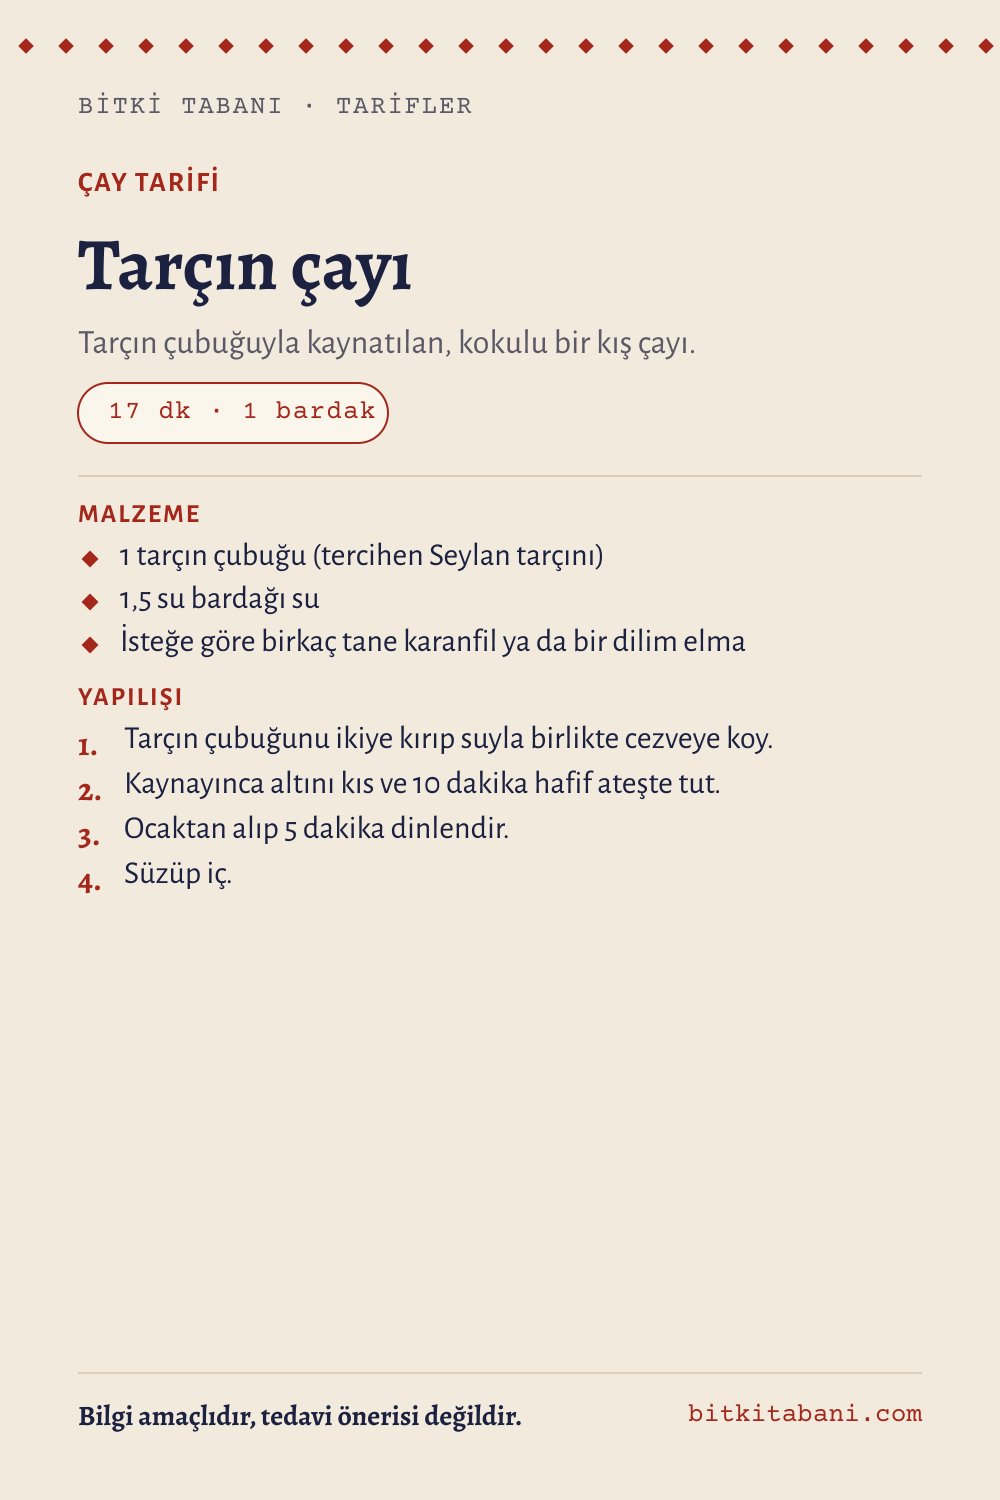 BİTKİ TABANI · TARİFLER
ÇAY TARİFİ
Tarçın çayı
Tarçın çubuğuyla kaynatılan, kokulu bir kış çayı.
17 dk · 1 bardak
MALZEME
◆ 1 tarçın çubuğu (tercihen Seylan tarçını)
◆ 1,5 su bardağı su
◆ İsteğe göre birkaç tane karanfil ya da bir dilim elma
YAPILIŞI
1. Tarçın çubuğunu ikiye kırıp suyla birlikte cezveye koy.
2. Kaynayınca altını kıs ve 10 dakika hafif ateşte tut.
3. Ocaktan alıp 5 dakika dinlendir.
4. Süzüp iç.
Bilgi amaçlıdır, tedavi önerisi değildir.
bitkitabani.com